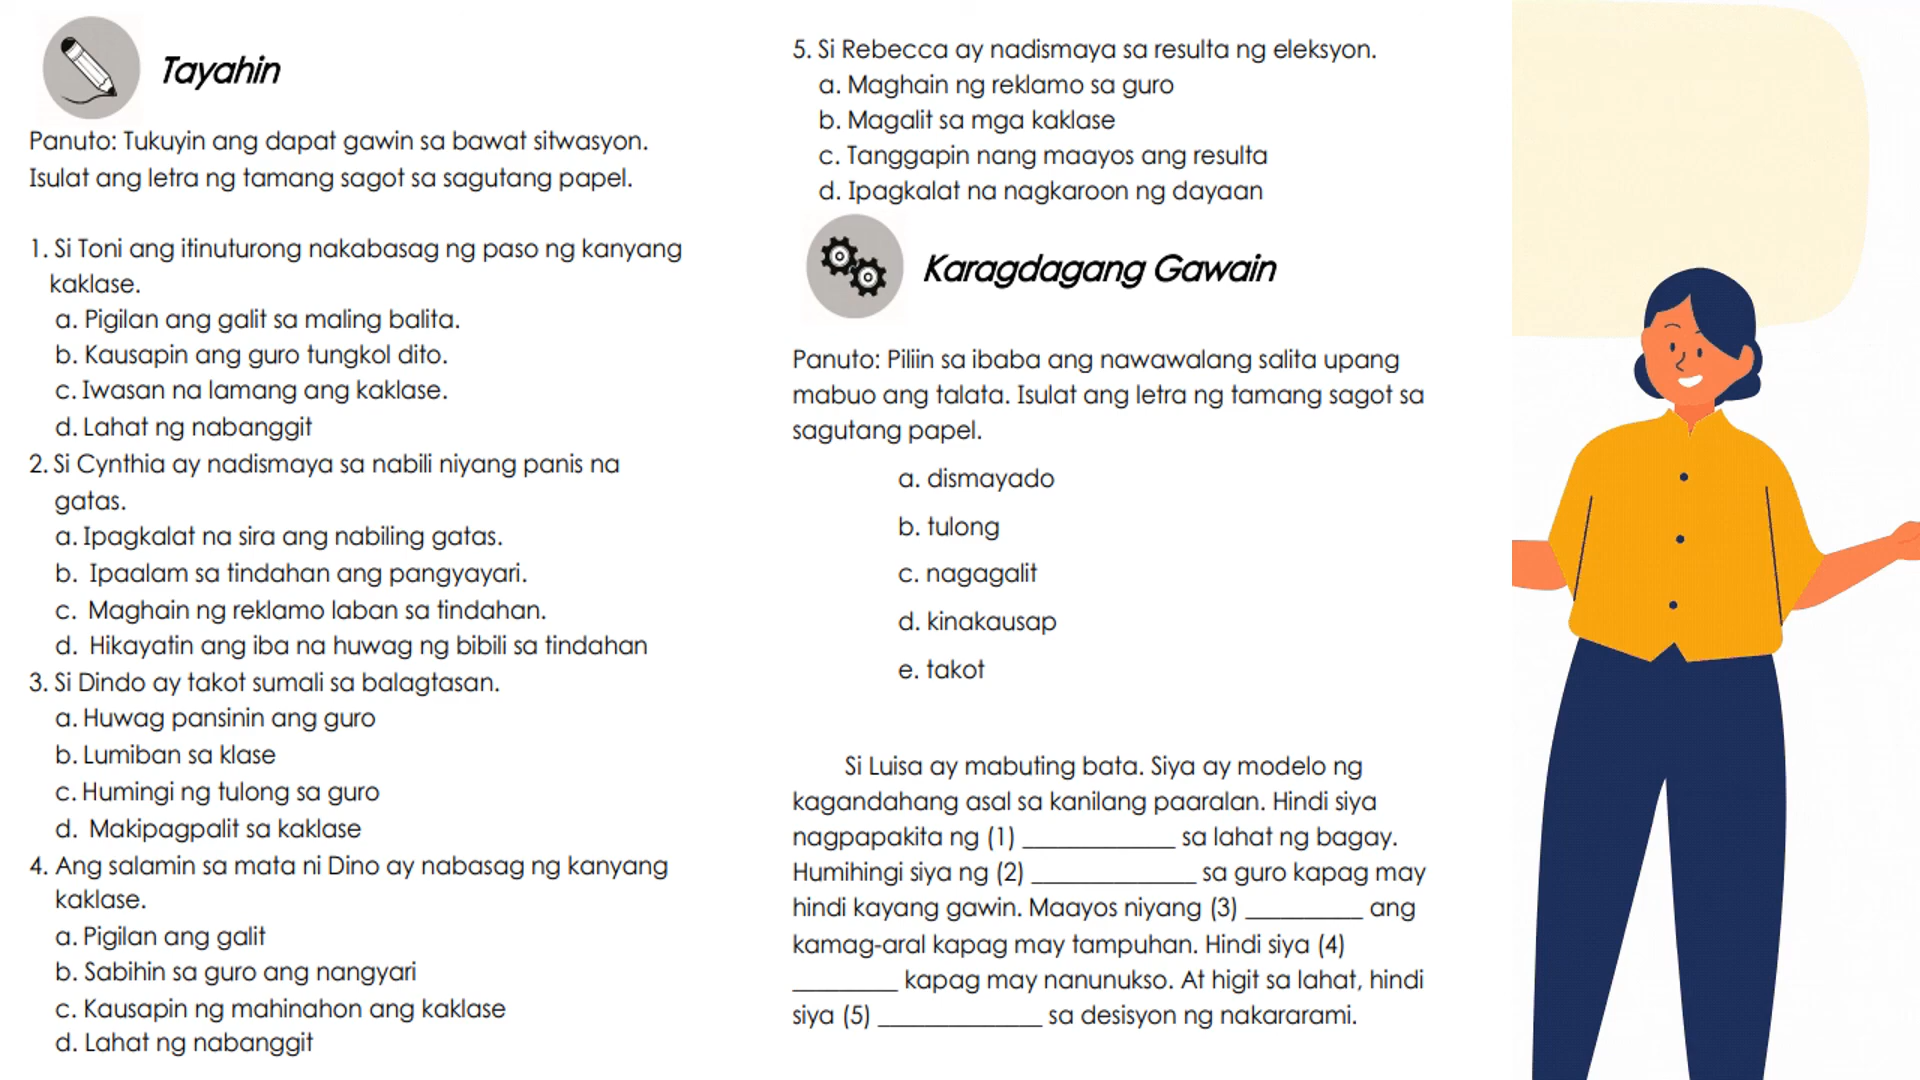 Tayahin
Panuto: Tukuyin ang dapat gawin sa bawat sitwasyon.
Isulat ang letra ng tamang sagot sa sagutang papel.
1. Si Toni ang itinuturong nakabasag ng paso ng kanyang
kaklase.
a. Pigilan ang galit sa maling balita.
b. Kausapin ang guro tungkol dito.
c. Iwasan na lamang ang kaklase.
d. Lahat ng nabanggit
2. Si Cynthia ay nadismaya sa nabili niyang panis na
gatas.
a. Ipagkalat na sira ang nabiling gatas.
b. Ipaalam sa tindahan ang pangyayari.
c. Maghain ng reklamo laban sa tindahan.
d. Hikayatin ang iba na huwag ng bibili sa tindahan
3. Si Dindo ay takot sumali sa balagtasan.
a. Huwag pansinin ang guro
b. Lumiban sa klase
c. Humingi ng tulong sa guro
d. Makipagpalit sa kaklase
4. Ang salamin sa mata ni Dino ay nabasag ng kanyang
kaklase.
a. Pigilan ang galit
b. Sabihin sa guro ang nangyari
c. Kausapin ng mahinahon ang kaklase
d. Lahat ng nabanggit
5. Si Rebecca ay nadismaya sa resulta ng eleksyon.
a. Maghain ng reklamo sa guro
b. Magalit sa mga kaklase
c. Tanggapin nang maayos ang resulta
d. Ipagkalat na nagkaroon ng dayaan
Karagdagang Gawain
Panuto: Piliin sa ibaba ang nawawalang salita upang
mabuo ang talata. Isulat ang letra ng tamang sagot sa
sagutang papel.
a. dismayado
b. tulong
c. nagagalit
d. kinakausap
e. takot
Si Luisa ay mabuting bata. Siya ay modelo ng
kagandahang asal sa kanilang paaralan. Hindi siya
nagpapakita ng (1) ___________ sa lahat ng bagay.
Humihingi siya ng (2) ____________ sa guro kapag may
hindi kayang gawin. Maayos niyang (3) _________ ang
kamag-aral kapag may tampuhan. Hindi siya (4)
________ kapag may nanunukso. At higit sa lahat, hindi
siya (5) ____________ sa desisyon ng nakararami.